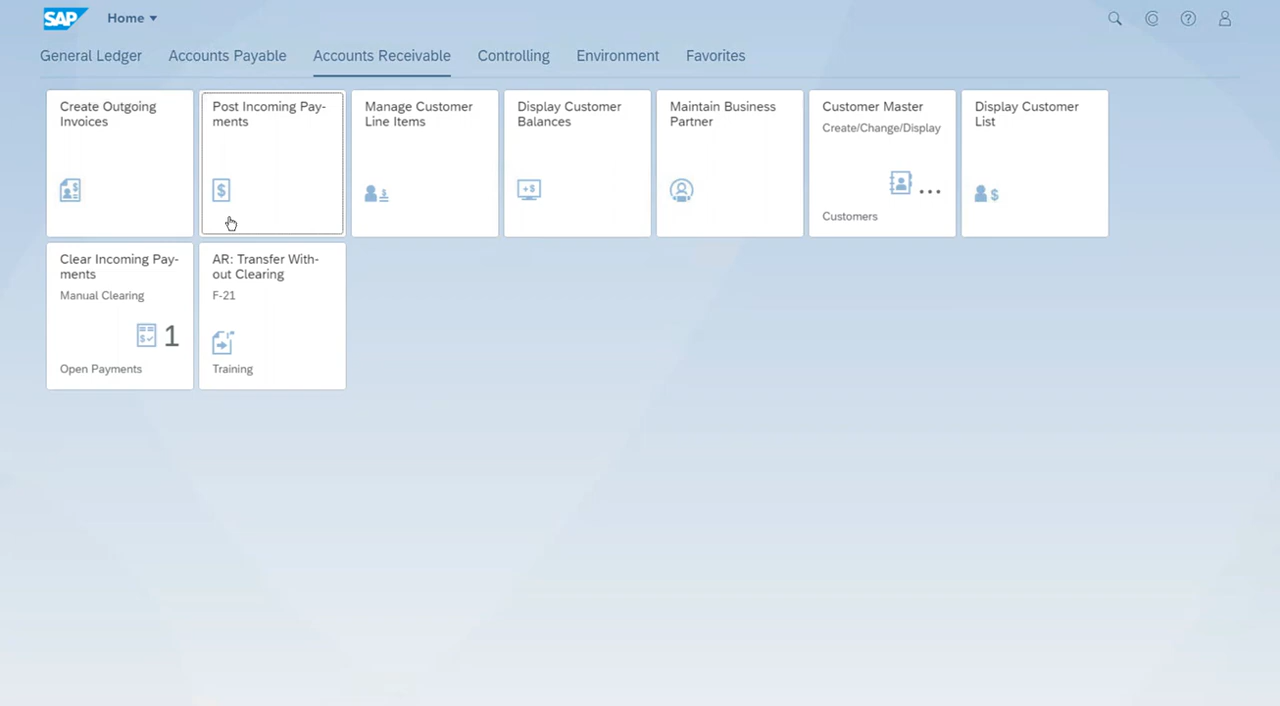 SAP Home
General Ledger Accounts Payable Accounts Receivable Controlling Environment Favorites
Create Outgoing
Invoices
Post Incoming Pay-
ments
Manage Customer
Line Items
Display Customer
Balances
Maintain Business
Partner
Customer Master
Create/Change/Display
...
Customers
Display Customer
List
Clear Incoming Pay-
ments
Manual Clearing
1
Open Payments
AR: Transfer With-
out Clearing
F-21
Training